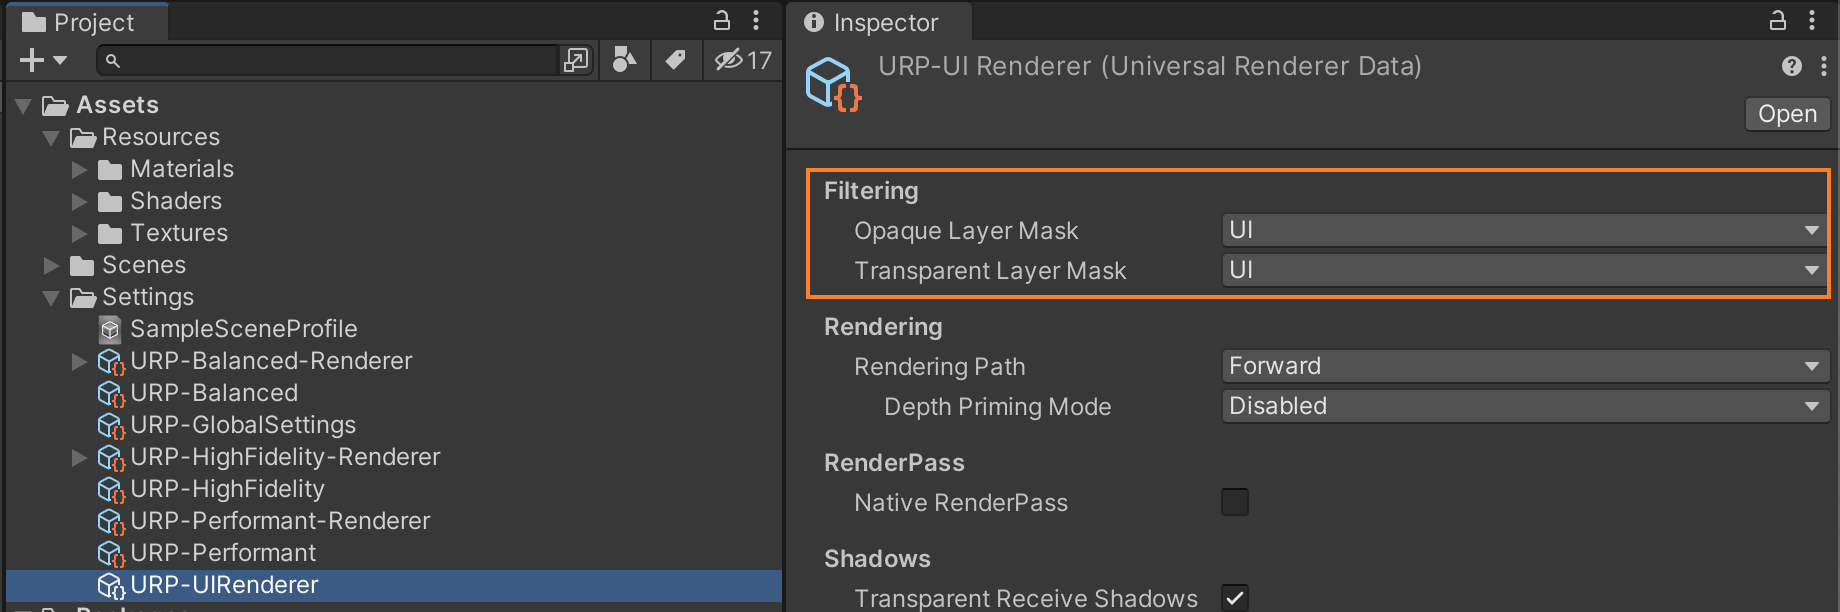 Project
17
Assets
Resources
Materials
Shaders
Textures
Scenes
Settings
SampleSceneProfile
URP-Balanced-Renderer
URP-Balanced
URP-GlobalSettings
URP-HighFidelity-Renderer
URP-HighFidelity
URP-Performant-Renderer
URP-Performant
URP-UIRenderer
Inspector
URP-UI Renderer (Universal Renderer Data)
Open
Filtering
Opaque Layer Mask UI
Transparent Layer Mask UI
Rendering
Rendering Path Forward
Depth Priming Mode Disabled
RenderPass
Native RenderPass
Shadows
Transparent Receive Shadows